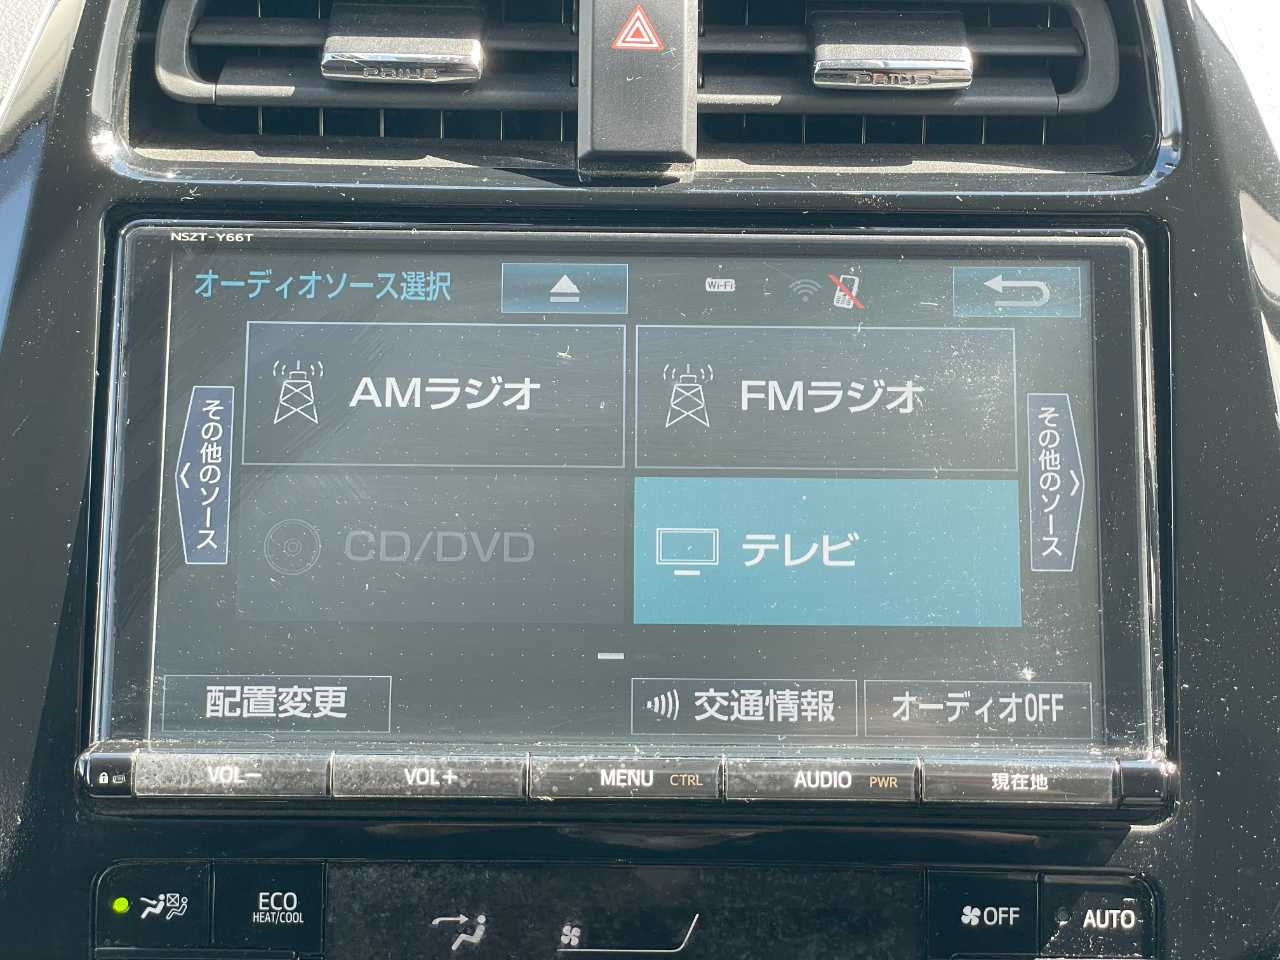 PRIUS
PRIUS
NSZT-Y66T
オーディオソース選択
Wi-Fi
AMラジオ
FMラジオ
その他のソース
その他のソース
CD/DVD
テレビ
配置変更
交通情報
オーディオOFF
VOL−
VOL+
MENU CTRL
AUDIO PWR
現在地
ECO
HEAT/COOL
OFF
AUTO